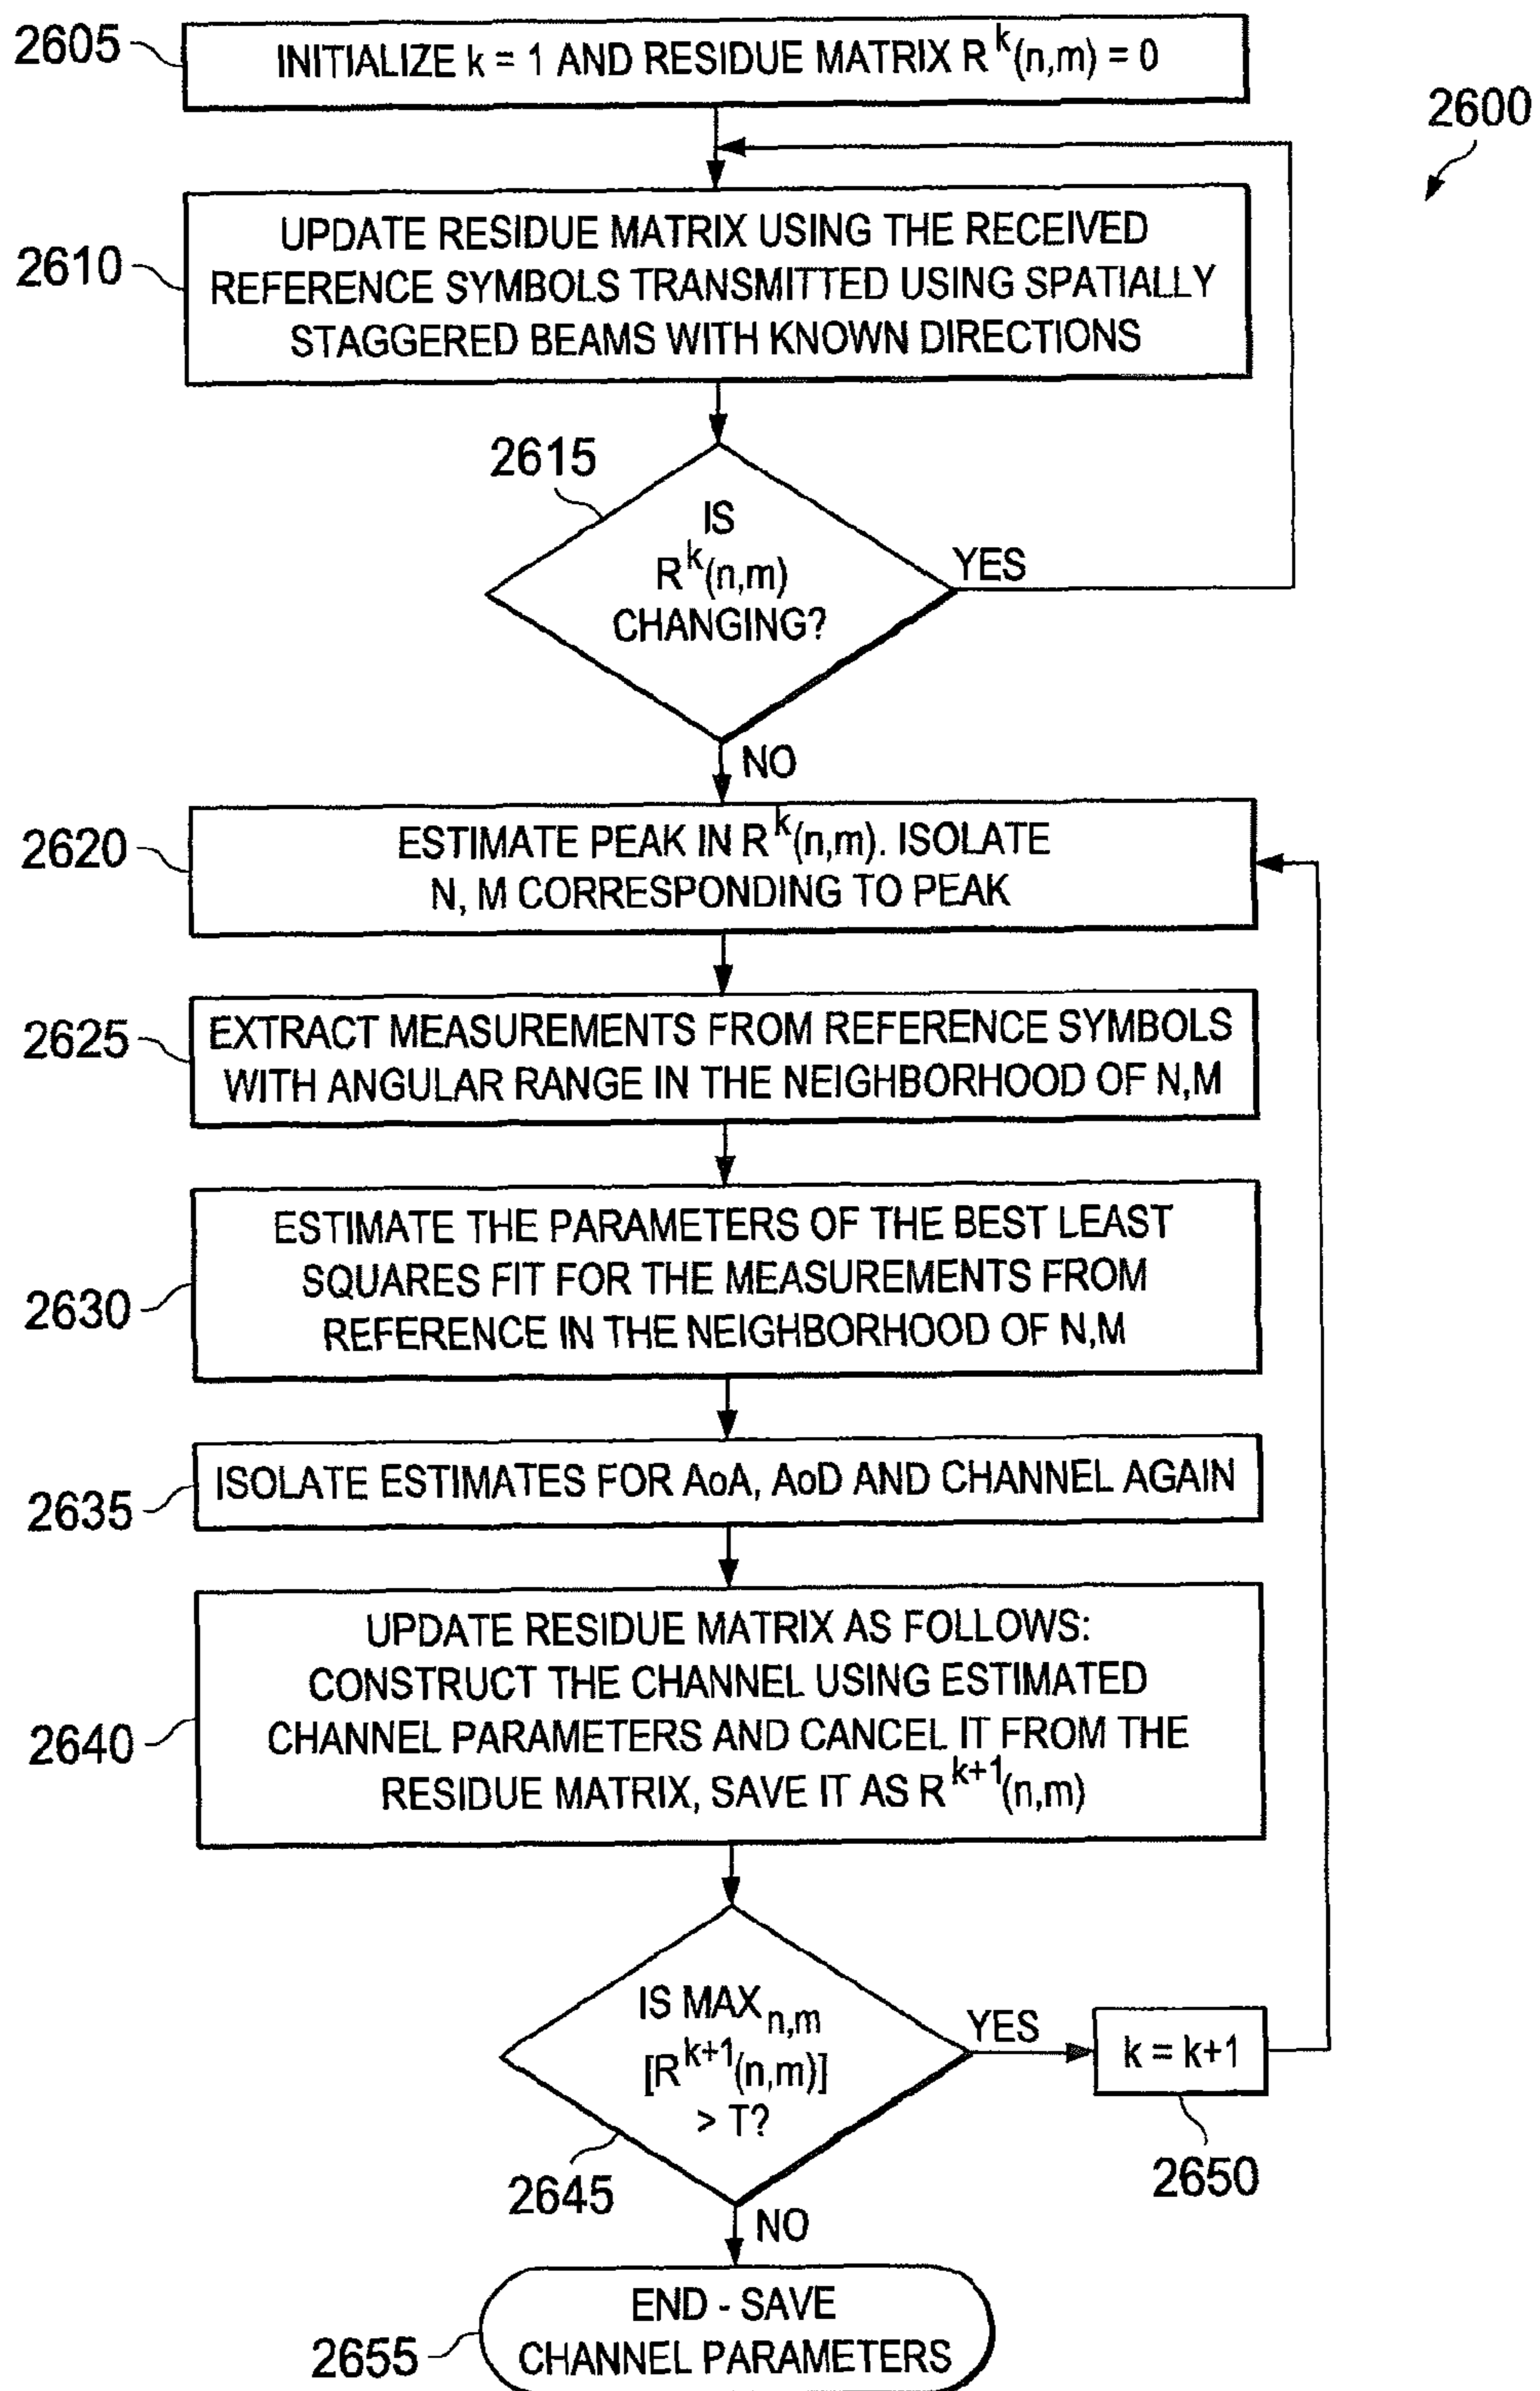 2605
INITIALIZE k = 1 AND RESIDUE MATRIX R^k(n,m) = 0
2600
2610
UPDATE RESIDUE MATRIX USING THE RECEIVED
REFERENCE SYMBOLS TRANSMITTED USING SPATIALLY
STAGGERED BEAMS WITH KNOWN DIRECTIONS
2615
IS
R^k(n,m)
CHANGING?
YES
NO
2620
ESTIMATE PEAK IN R^k(n,m). ISOLATE
N, M CORRESPONDING TO PEAK
2625
EXTRACT MEASUREMENTS FROM REFERENCE SYMBOLS
WITH ANGULAR RANGE IN THE NEIGHBORHOOD OF N,M
2630
ESTIMATE THE PARAMETERS OF THE BEST LEAST
SQUARES FIT FOR THE MEASUREMENTS FROM
REFERENCE IN THE NEIGHBORHOOD OF N,M
2635
ISOLATE ESTIMATES FOR AoA, AoD AND CHANNEL AGAIN
2640
UPDATE RESIDUE MATRIX AS FOLLOWS:
CONSTRUCT THE CHANNEL USING ESTIMATED
CHANNEL PARAMETERS AND CANCEL IT FROM THE
RESIDUE MATRIX, SAVE IT AS R^k+1(n,m)
IS MAX n,m
[R^k+1(n,m)]
> T?
YES
k = k+1
2645
2650
NO
2655
END - SAVE
CHANNEL PARAMETERS